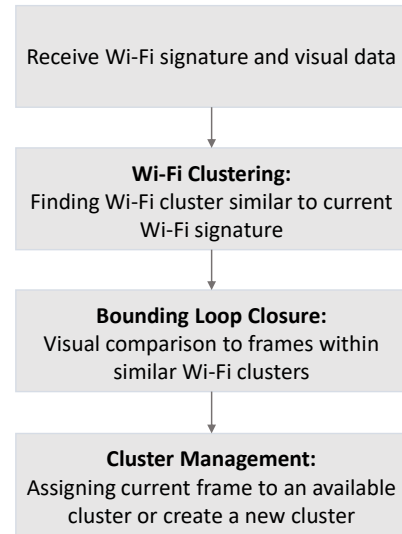 Receive Wi-Fi signature and visual data
Wi-Fi Clustering:
Finding Wi-Fi cluster similar to current
Wi-Fi signature
Bounding Loop Closure:
Visual comparison to frames within
similar Wi-Fi clusters
Cluster Management:
Assigning current frame to an available
cluster or create a new cluster